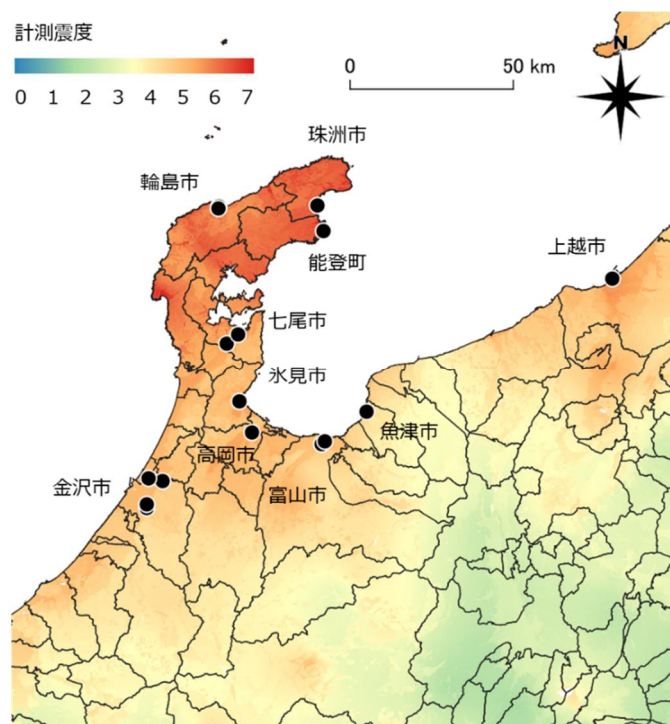 計測震度
0 1 2 3 4 5 6 7
0 50 km
N
珠洲市
輪島市
能登町
上越市
七尾市
氷見市
魚津市
高岡市
金沢市
富山市